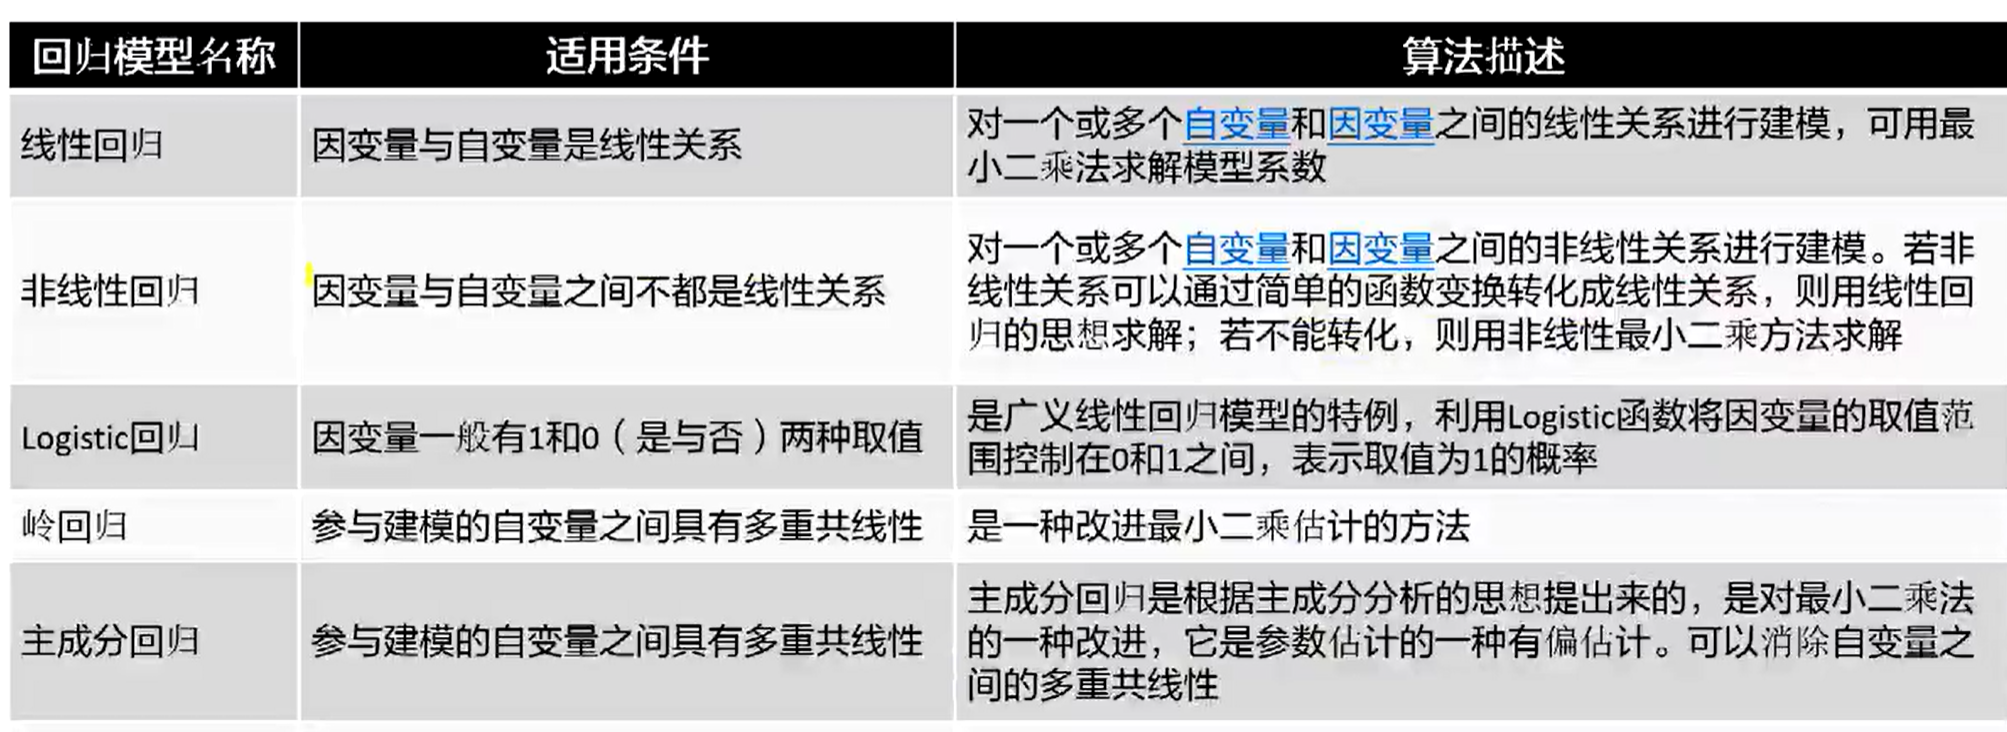 回归模型名称
适用条件
算法描述
线性回归
因变量与自变量是线性关系
对一个或多个自变量和因变量之间的线性关系进行建模，可用最
小二乘法求解模型系数
非线性回归
因变量与自变量之间不都是线性关系
对一个或多个自变量和因变量之间的非线性关系进行建模。若非
线性关系可以通过简单的函数变换转化成线性关系，则用线性回
归的思想求解；若不能转化，则用非线性最小二乘方法求解
Logistic回归
因变量一般有1和0（是与否）两种取值
是广义线性回归模型的特例，利用Logistic函数将因变量的取值范
围控制在0和1之间，表示取值为1的概率
岭回归
参与建模的自变量之间具有多重共线性
是一种改进最小二乘估计的方法
主成分回归
参与建模的自变量之间具有多重共线性
主成分回归是根据主成分分析的思想提出来的，是对最小二乘法
的一种改进，它是参数估计的一种有偏估计。可以消除自变量之
间的多重共线性